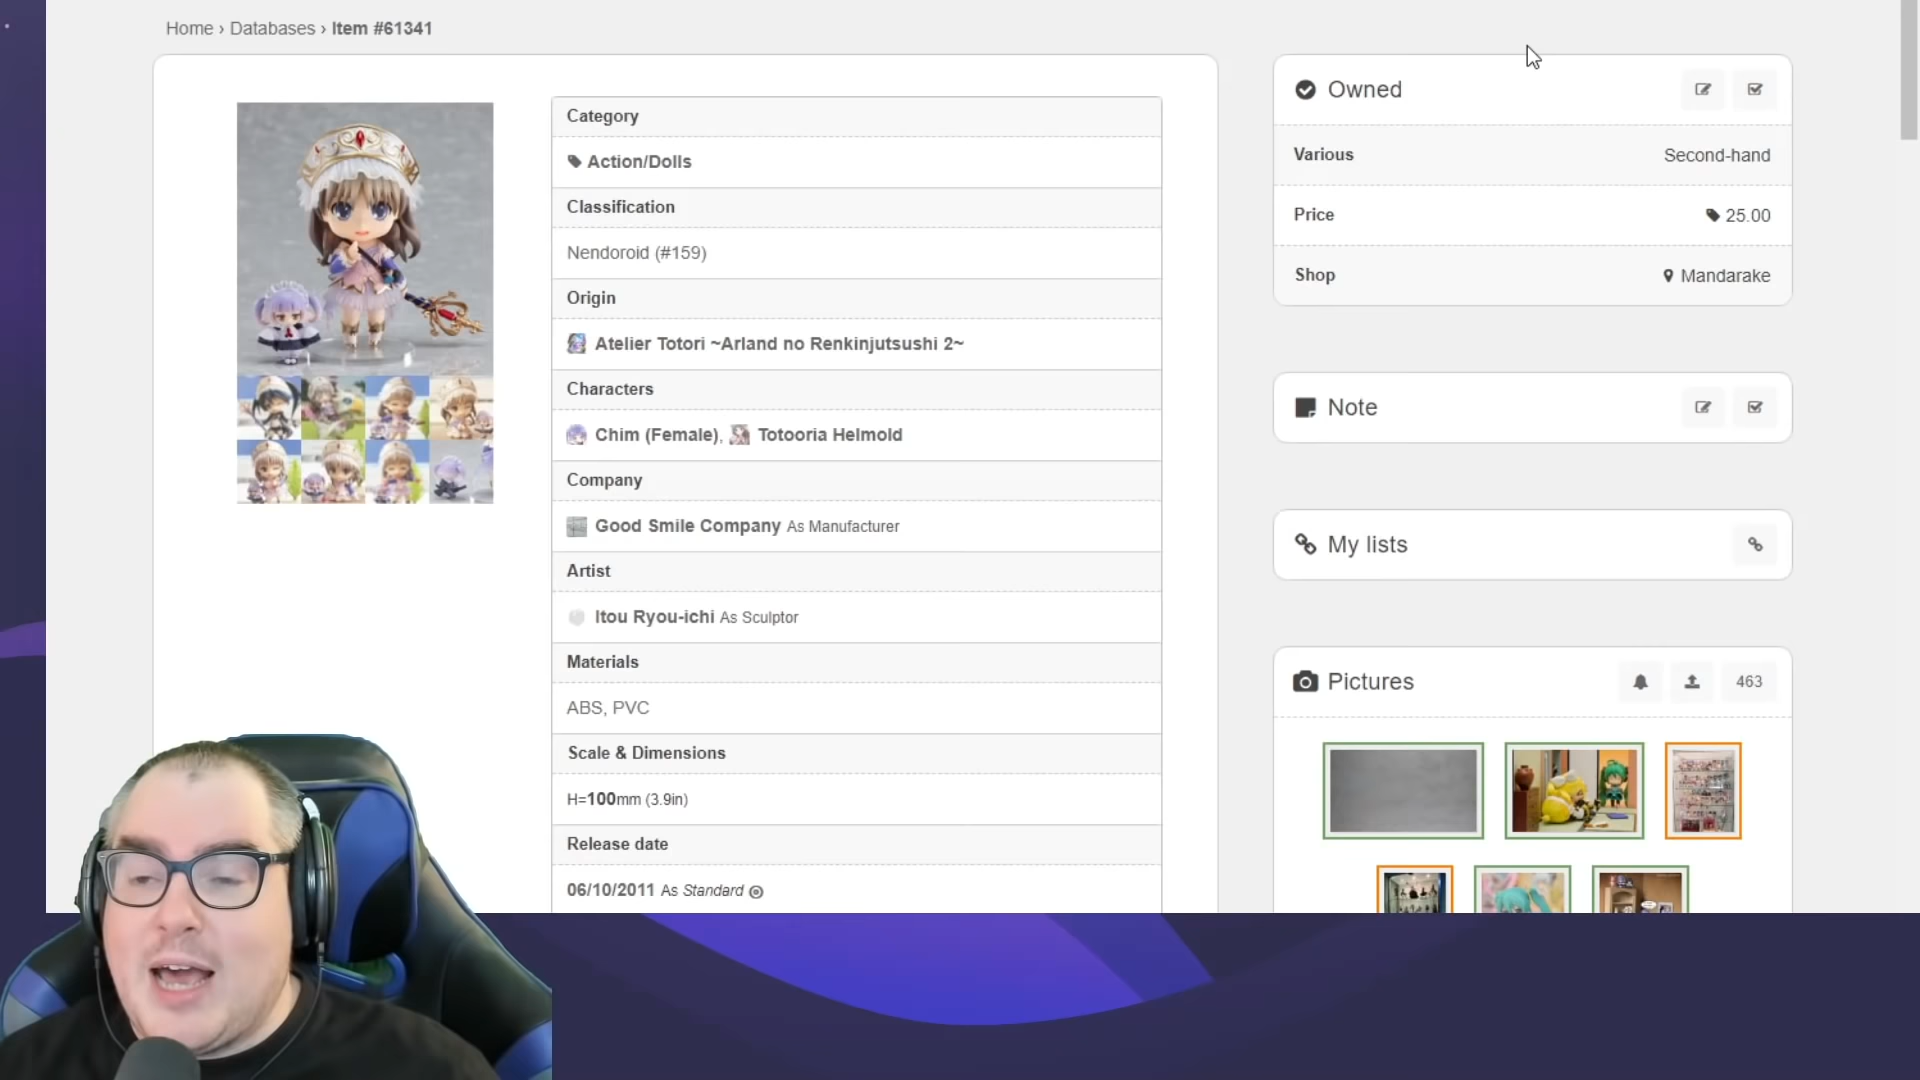 Home › Databases › Item #61341
Category
Action/Dolls
Classification
Nendoroid (#159)
Origin
Atelier Totori ~Arland no Renkinjutsushi 2~
Characters
Chim (Female), Totooria Helmold
Company
Good Smile Company As Manufacturer
Artist
Itou Ryou-ichi As Sculptor
Materials
ABS, PVC
Scale & Dimensions
H=100mm (3.9in)
Release date
06/10/2011 As Standard
Owned
Various Second-hand
Price 25.00
Shop Mandarake
Note
My lists
Pictures 463